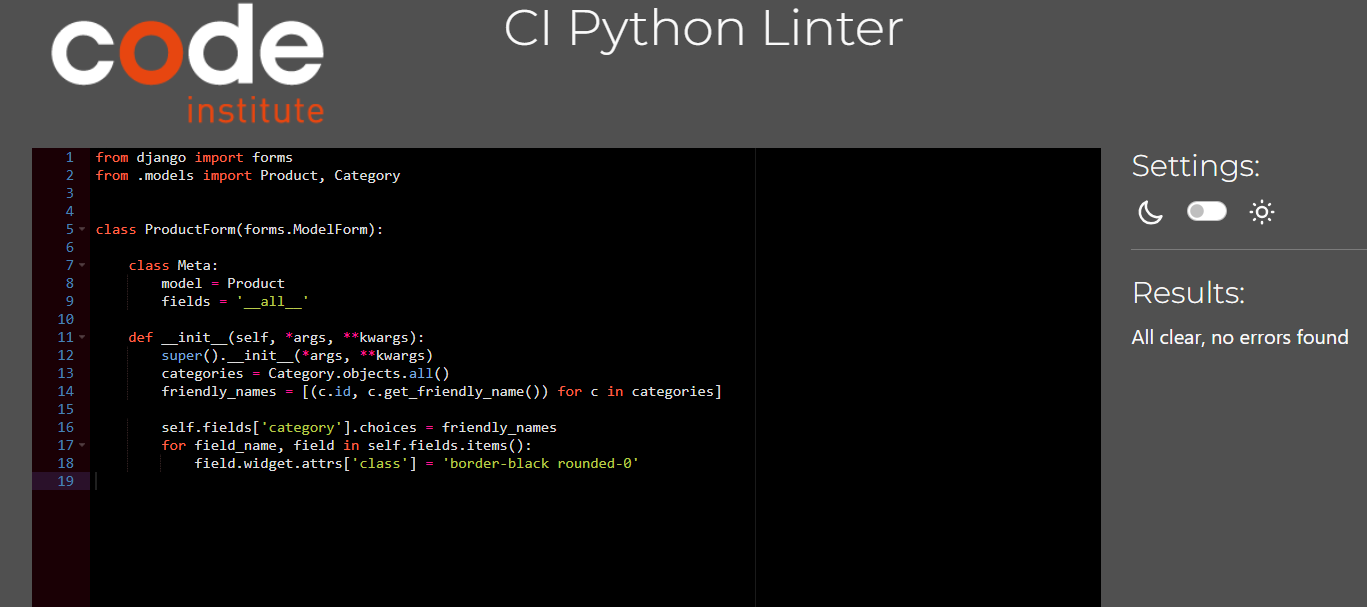 code
institute
CI Python Linter
1 from django import forms
2 from .models import Product, Category
3
4
5 class ProductForm(forms.ModelForm):
6
7     class Meta:
8         model = Product
9         fields = '__all__'
10
11     def __init__(self, *args, **kwargs):
12         super().__init__(*args, **kwargs)
13         categories = Category.objects.all()
14         friendly_names = [(c.id, c.get_friendly_name()) for c in categories]
15
16         self.fields['category'].choices = friendly_names
17         for field_name, field in self.fields.items():
18             field.widget.attrs['class'] = 'border-black rounded-0'
19
Settings:
Results:
All clear, no errors found